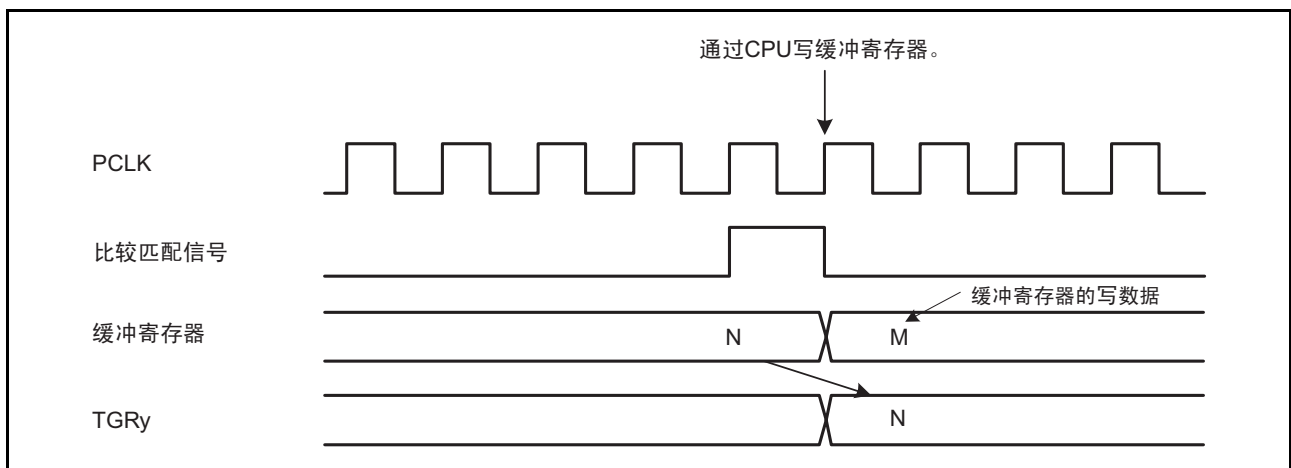 通过CPU写缓冲寄存器。
PCLK
比较匹配信号
缓冲寄存器的写数据
缓冲寄存器
N
M
TGRy
N